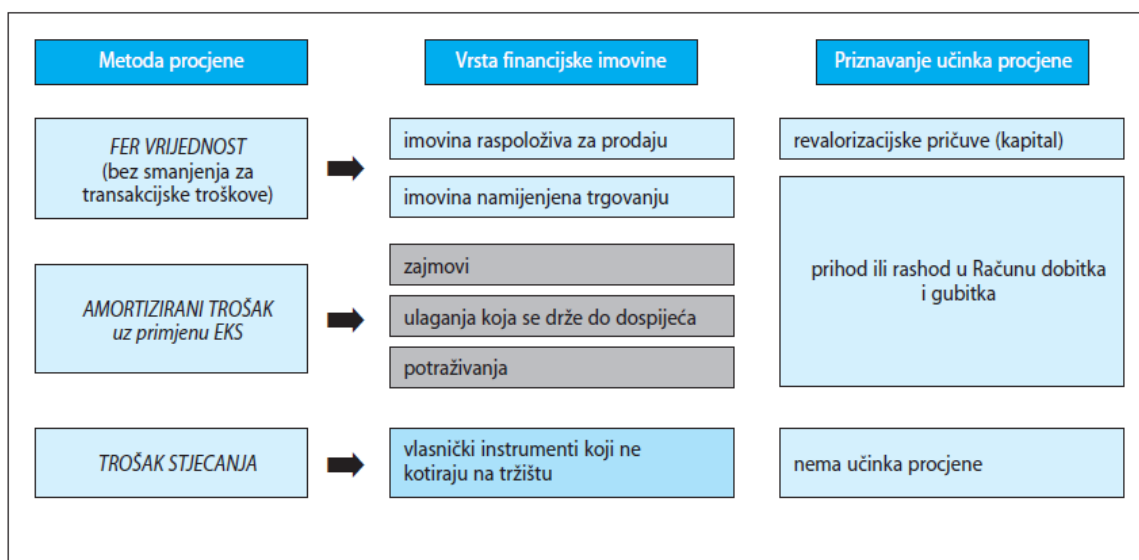 Metoda procjene
Vrsta financijske imovine
Priznavanje učinka procjene
FER VRIJEDNOST
(bez smanjenja za
transakcijske troškove)
imovina raspoloživa za prodaju
revalorizacijske pričuve (kapital)
imovina namijenjena trgovanju
prihod ili rashod u Računu dobitka
i gubitka
AMORTIZIRANI TROŠAK
uz primjenu EKS
zajmovi
ulaganja koja se drže do dospijeća
potraživanja
TROŠAK STJECANJA
vlasnički instrumenti koji ne
kotiraju na tržištu
nema učinka procjene